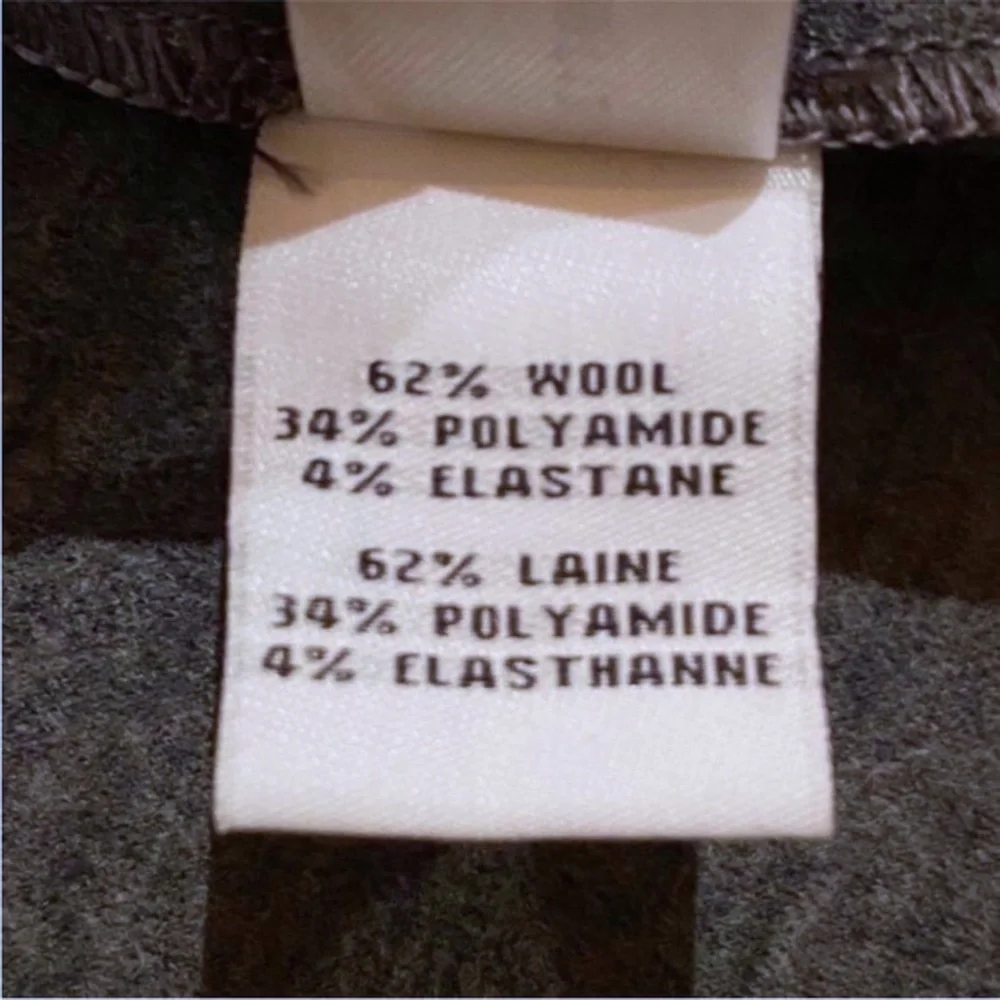 62% WOOL
34% POLYAMIDE
4% ELASTANE
62% LAINE
34% POLYAMIDE
4% ELASTHANNE